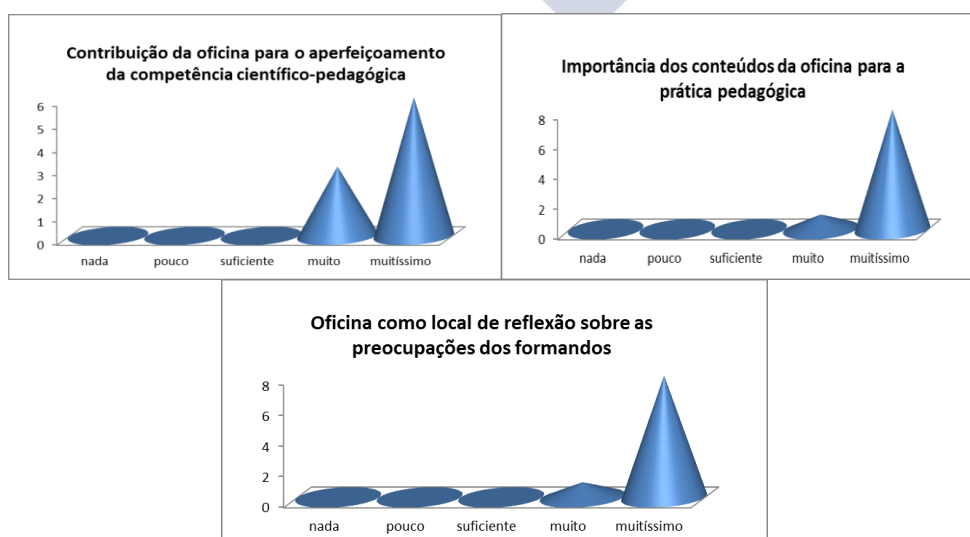 Contribuição da oficina para o aperfeiçoamento
da competência científico-pedagógica
6
5
4
3
2
1
0
nada pouco suficiente muito muitíssimo
Importância dos conteúdos da oficina para a
prática pedagógica
8
6
4
2
0
nada pouco suficiente muito muitíssimo
Oficina como local de reflexão sobre as
preocupações dos formandos
8
6
4
2
0
nada pouco suficiente muito muitíssimo